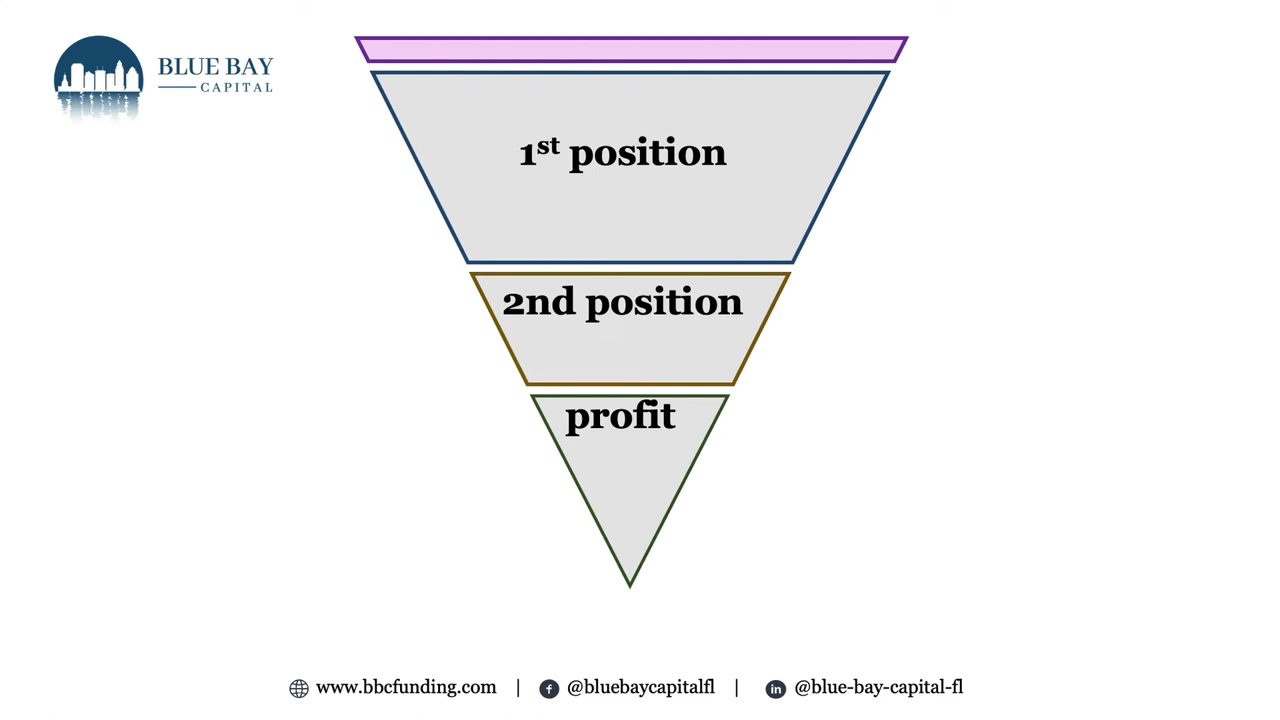 BLUE BAY
CAPITAL
1st position
2nd position
profit
www.bbcfunding.com | @bluebaycapitalfl | @blue-bay-capital-fl